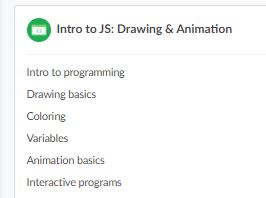 Intro to JS: Drawing & Animation
Intro to programming
Drawing basics
Coloring
Variables
Animation basics
Interactive programs